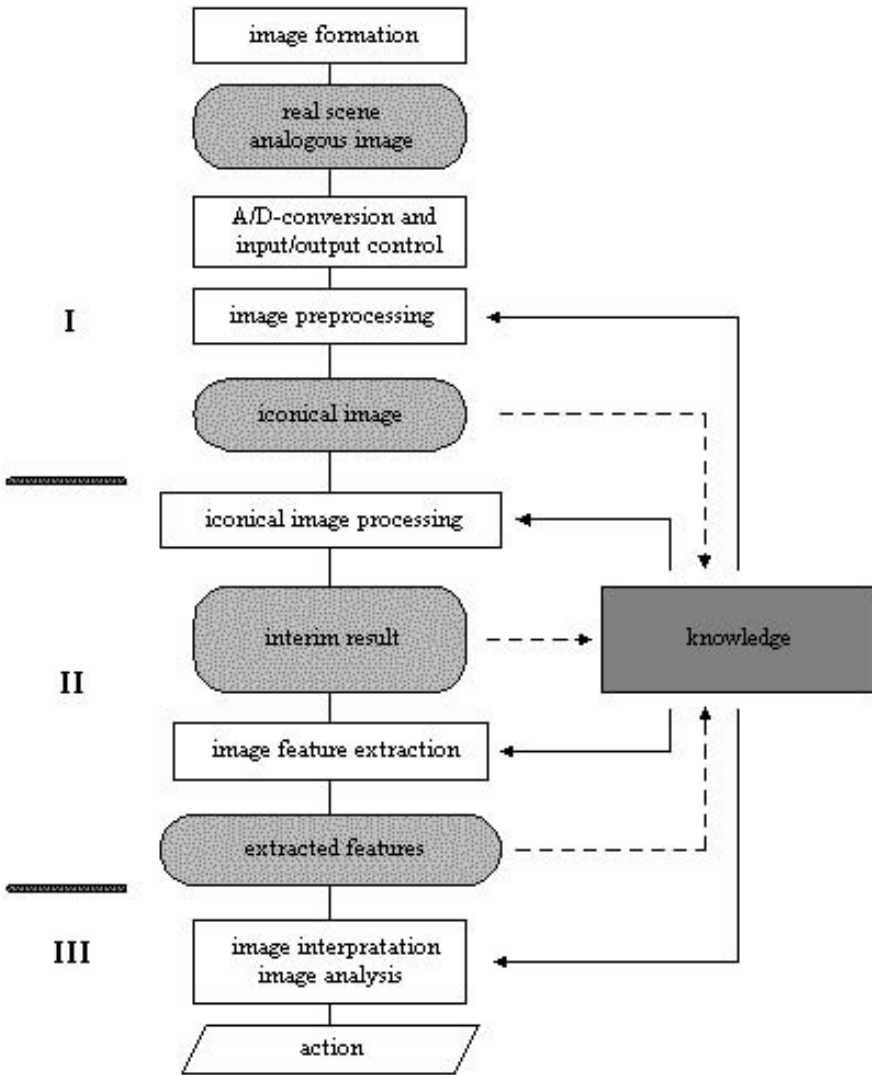 image formation
real scene
analogous image
A/D-conversion and
input/output control
I
image preprocessing
iconical image
iconical image processing
interim result
knowledge
II
image feature extraction
extracted features
III
image interpratation
image analysis
action